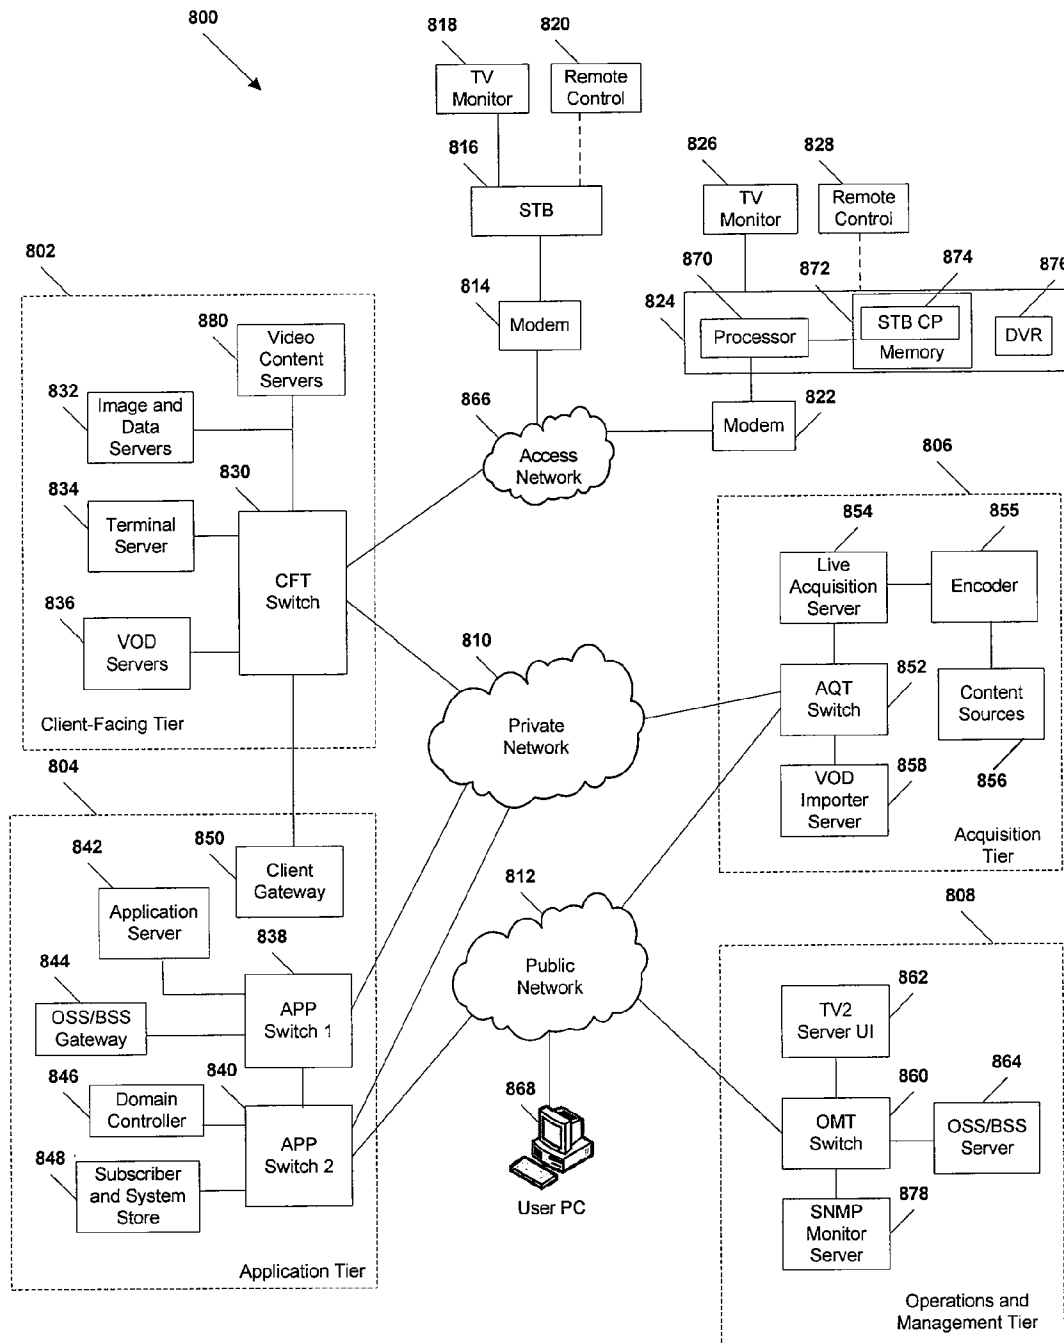 800
818
820
TV
Monitor
Remote
Control
816
STB
826
828
TV
Monitor
Remote
Control
814
Modem
870
872
874
876
824
Processor
STB CP
Memory
DVR
822
Modem
866
Access
Network
802
880
Video
Content
Servers
832
Image and
Data
Servers
834
Terminal
Server
830
CFT
Switch
836
VOD
Servers
Client-Facing Tier
806
854
855
Live
Acquisition
Server
Encoder
852
AQT
Switch
Content
Sources
856
858
VOD
Importer
Server
Acquisition
Tier
810
Private
Network
804
842
850
Client
Gateway
Application
Server
838
844
OSS/BSS
Gateway
APP
Switch 1
846
840
Domain
Controller
848
APP
Switch 2
Subscriber
and System
Store
Application Tier
812
Public
Network
868
User PC
808
862
TV2
Server UI
860
864
OMT
Switch
OSS/BSS
Server
878
SNMP
Monitor
Server
Operations and
Management Tier